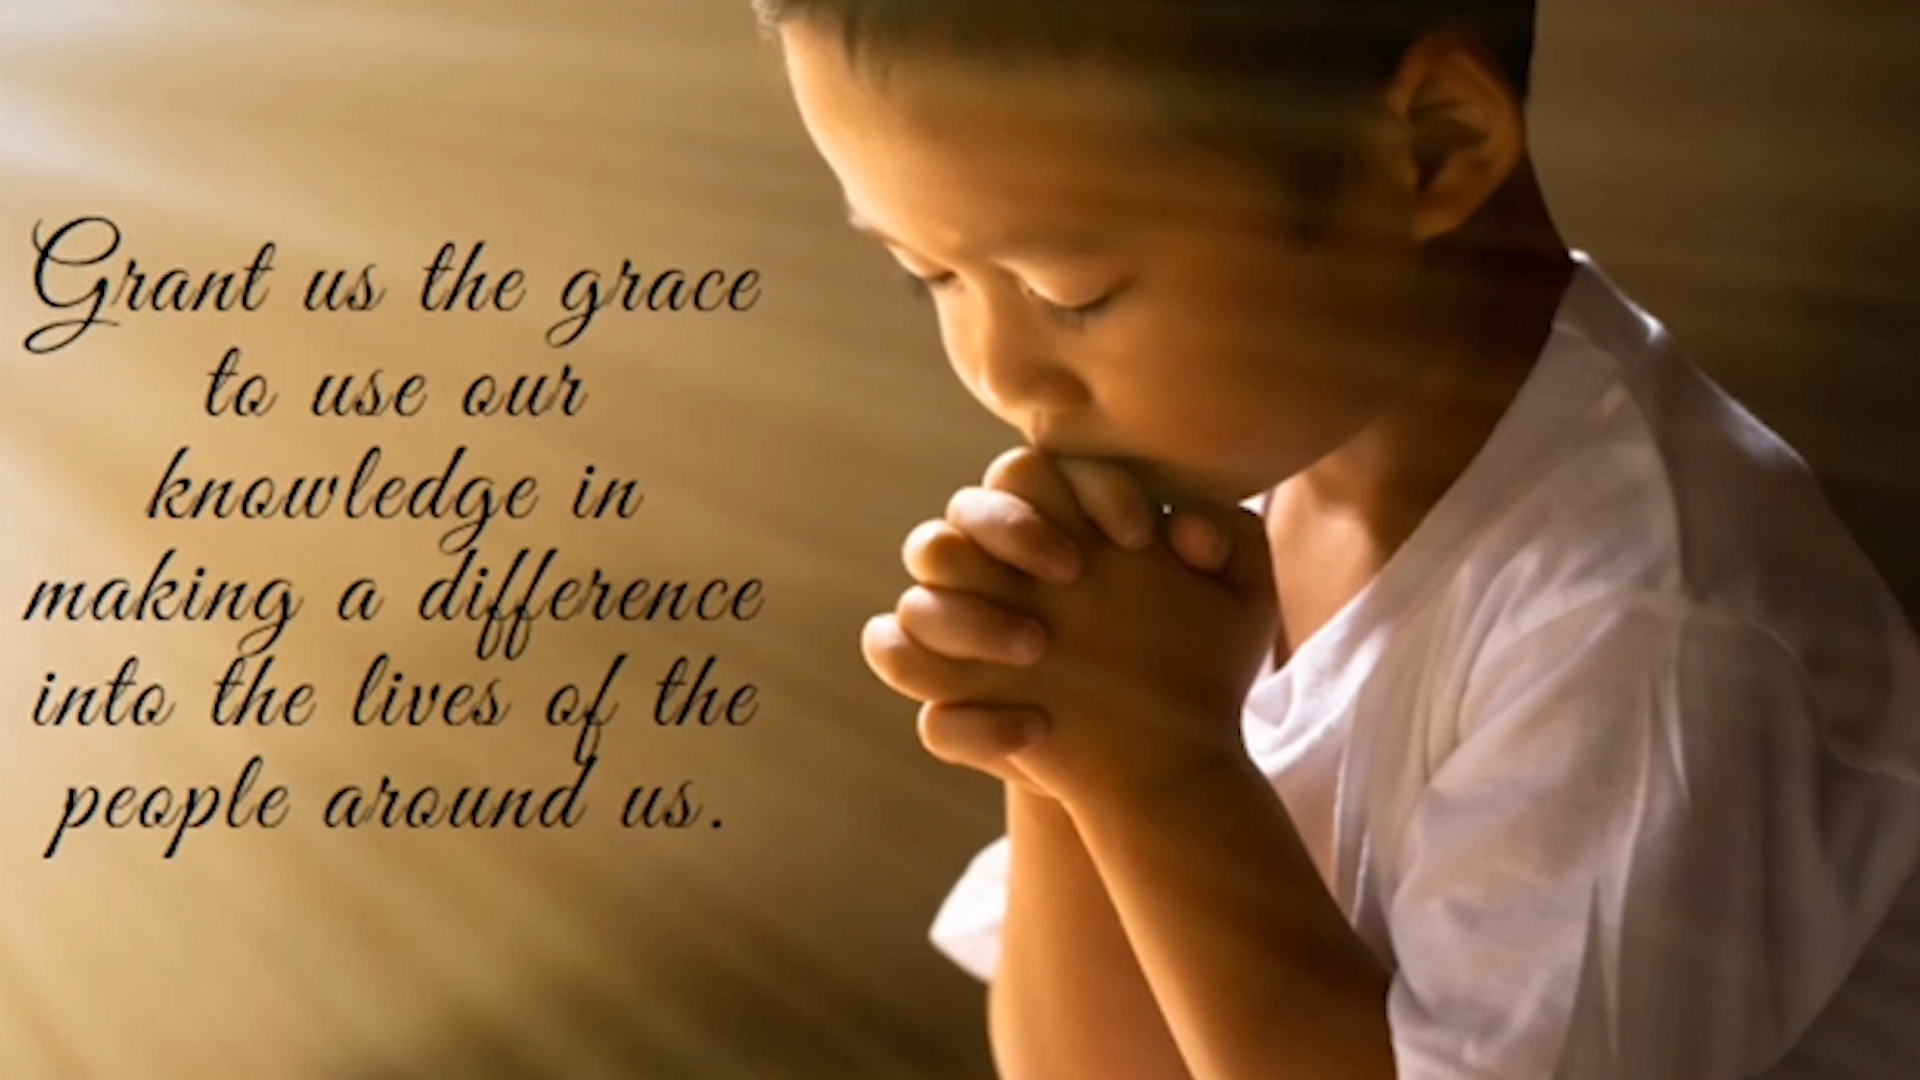 Grant us the grace
to use our
knowledge in
making a difference
into the lives of the
people around us.